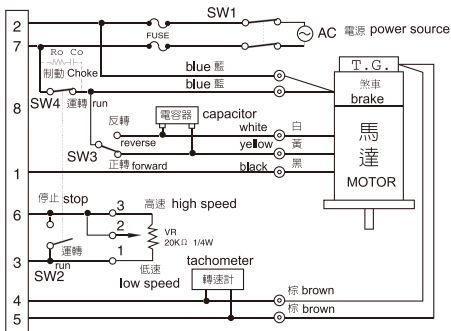 SW1
2
7
FUSE
AC 電源 power source
Ro Co
制動 Choke
SW4 運轉 run
blue 藍
blue 藍
T.G.
煞車
brake
8
反轉
reverse
電容器 capacitor
white 白
yellow 黃
black 黑
SW3
正轉 forward
馬達
MOTOR
1
停止 stop
3 高速 high speed
6
2
VR
20KΩ 1/4W
運轉
run
1
低速
low speed
3
SW2
tachometer
轉速計
4
棕 brown
5
棕 brown